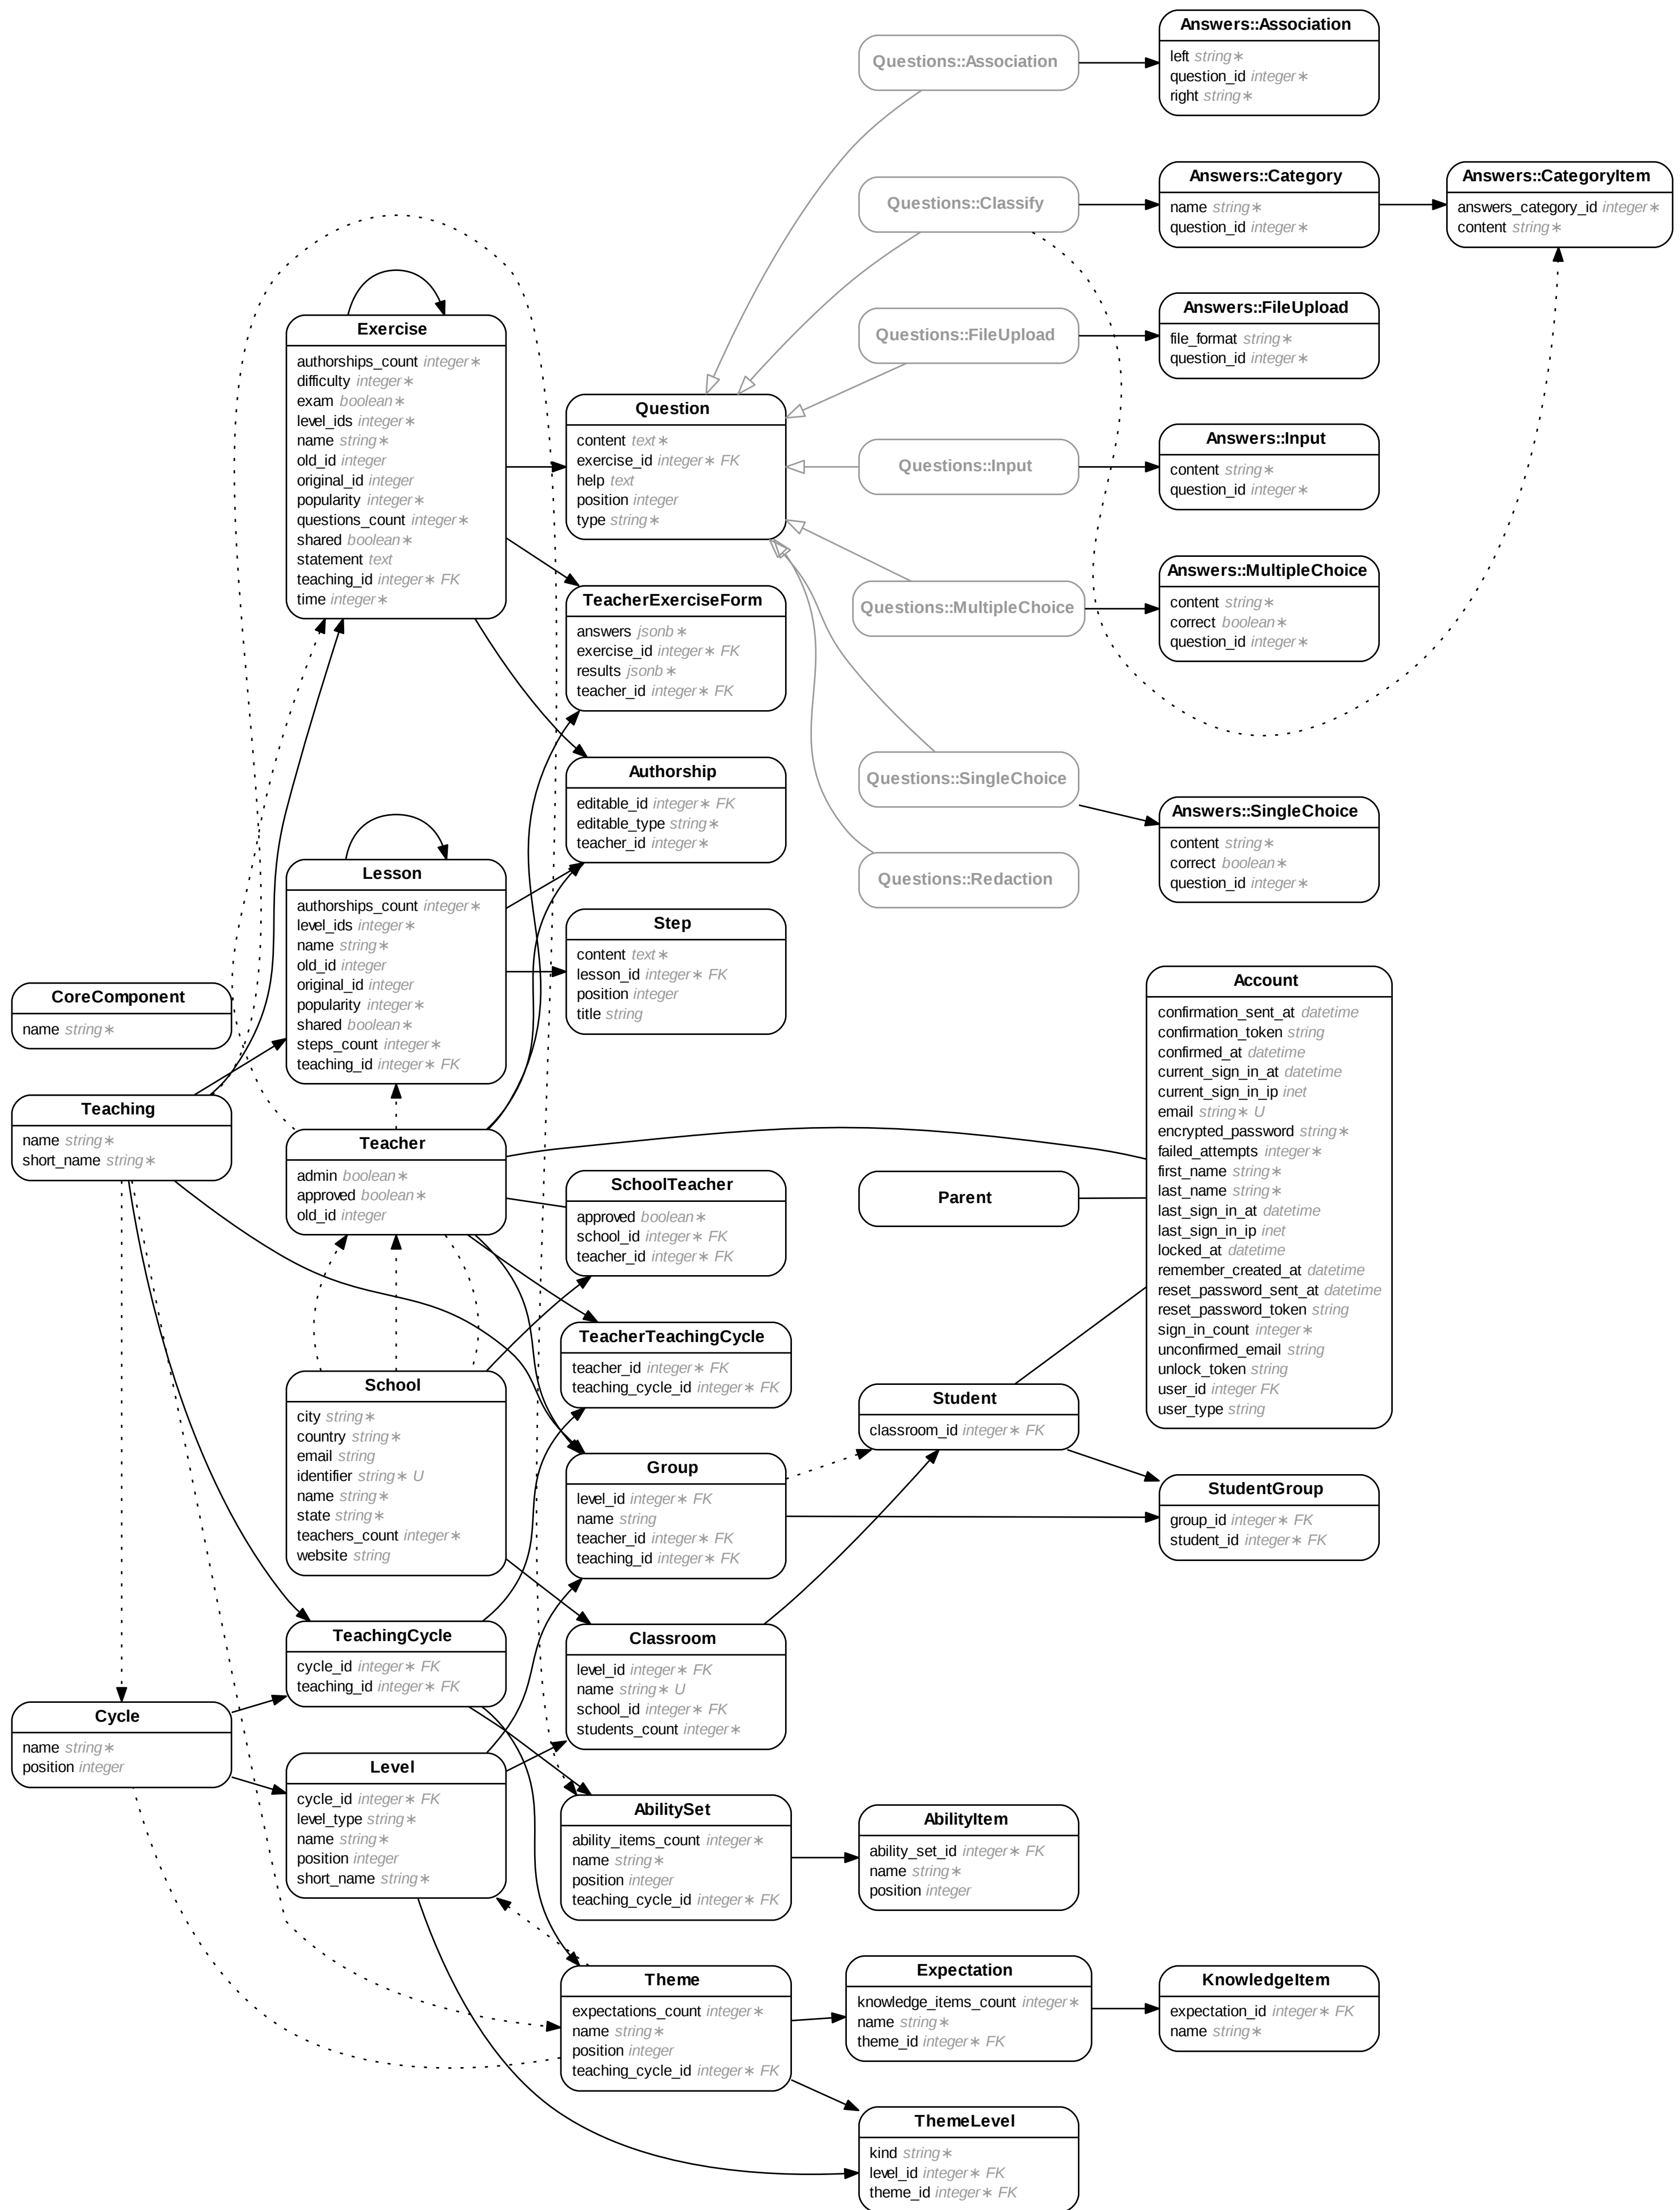 Questions::Association
Answers::Association
left string∗
question_id integer∗
right string∗
Questions::Classify
Answers::Category
name string∗
question_id integer∗
Answers::CategoryItem
answers_category_id integer∗
content string∗
Questions::FileUpload
Answers::FileUpload
file_format string∗
question_id integer∗
Exercise
authorships_count integer∗
difficulty integer∗
exam boolean∗
level_ids integer∗
name string∗
old_id integer
original_id integer
popularity integer∗
questions_count integer∗
shared boolean∗
statement text
teaching_id integer∗ FK
time integer∗
Question
content text∗
exercise_id integer∗ FK
help text
position integer
type string∗
Questions::Input
Answers::Input
content string∗
question_id integer∗
TeacherExerciseForm
answers jsonb∗
exercise_id integer∗ FK
results jsonb∗
teacher_id integer∗ FK
Questions::MultipleChoice
Answers::MultipleChoice
content string∗
correct boolean∗
question_id integer∗
Authorship
editable_id integer∗ FK
editable_type string∗
teacher_id integer∗
Questions::SingleChoice
Answers::SingleChoice
content string∗
correct boolean∗
question_id integer∗
Questions::Redaction
Lesson
authorships_count integer∗
level_ids integer∗
name string∗
old_id integer
original_id integer
popularity integer∗
shared boolean∗
steps_count integer∗
teaching_id integer∗ FK
Step
content text∗
lesson_id integer∗ FK
position integer
title string
CoreComponent
name string∗
Account
confirmation_sent_at datetime
confirmation_token string
confirmed_at datetime
current_sign_in_at datetime
current_sign_in_ip inet
email string∗ U
encrypted_password string∗
failed_attempts integer∗
first_name string∗
last_name string∗
last_sign_in_at datetime
last_sign_in_ip inet
locked_at datetime
remember_created_at datetime
reset_password_sent_at datetime
reset_password_token string
sign_in_count integer∗
unconfirmed_email string
unlock_token string
user_id integer FK
user_type string
Teaching
name string∗
short_name string∗
Teacher
admin boolean∗
approved boolean∗
old_id integer
SchoolTeacher
approved boolean∗
school_id integer∗ FK
teacher_id integer∗ FK
Parent
TeacherTeachingCycle
teacher_id integer∗ FK
teaching_cycle_id integer∗ FK
School
city string∗
country string∗
email string
identifier string∗ U
name string∗
state string∗
teachers_count integer∗
website string
Student
classroom_id integer∗ FK
Group
level_id integer∗ FK
name string
teacher_id integer∗ FK
teaching_id integer∗ FK
StudentGroup
group_id integer∗ FK
student_id integer∗ FK
TeachingCycle
cycle_id integer∗ FK
teaching_id integer∗ FK
Classroom
level_id integer∗ FK
name string∗ U
school_id integer∗ FK
students_count integer∗
Cycle
name string∗
position integer
Level
cycle_id integer∗ FK
level_type string∗
name string∗
position integer
short_name string∗
AbilitySet
ability_items_count integer∗
name string∗
position integer
teaching_cycle_id integer∗ FK
AbilityItem
ability_set_id integer∗ FK
name string∗
position integer
Theme
expectations_count integer∗
name string∗
position integer
teaching_cycle_id integer∗ FK
Expectation
knowledge_items_count integer∗
name string∗
theme_id integer∗ FK
KnowledgeItem
expectation_id integer∗ FK
name string∗
ThemeLevel
kind string∗
level_id integer∗ FK
theme_id integer∗ FK